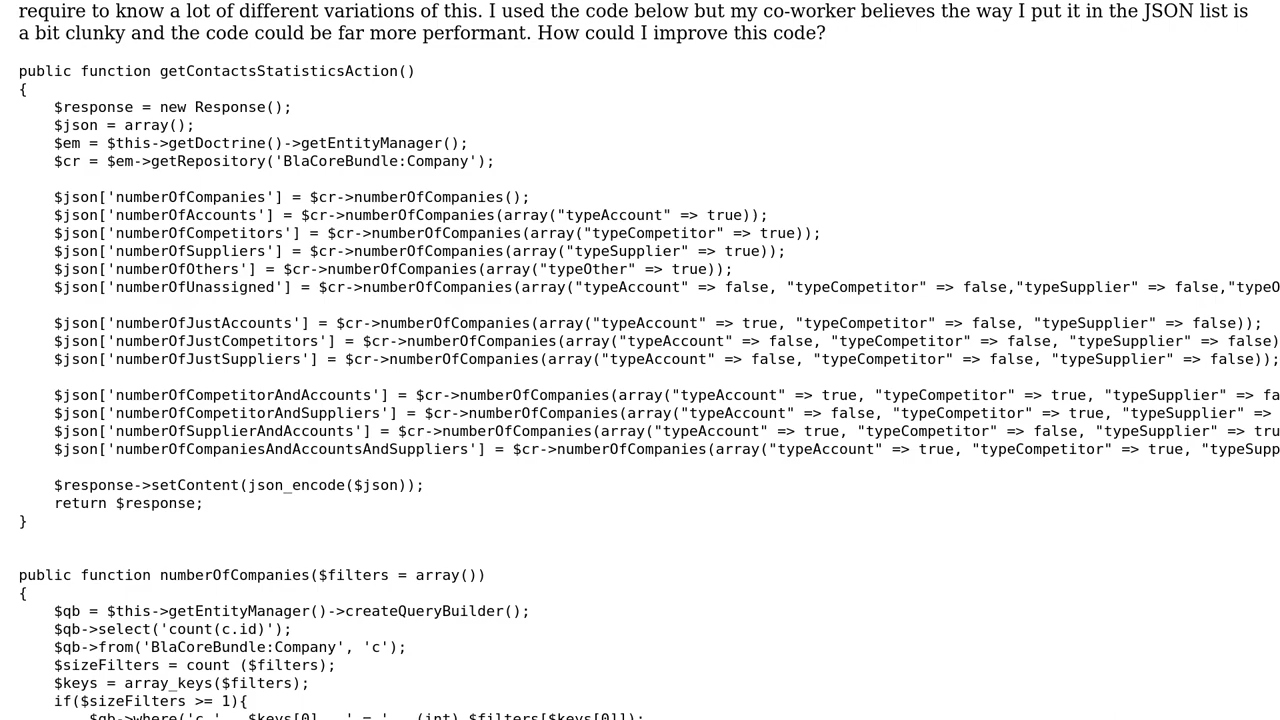 require to know a lot of different variations of this. I used the code below but my co-worker believes the way I put it in the JSON list is
a bit clunky and the code could be far more performant. How could I improve this code?
public function getContactsStatisticsAction()
{
    $response = new Response();
    $json = array();
    $em = $this->getDoctrine()->getEntityManager();
    $cr = $em->getRepository('BlaCoreBundle:Company');
    $json['numberOfCompanies'] = $cr->numberOfCompanies();
    $json['numberOfAccounts'] = $cr->numberOfCompanies(array("typeAccount" => true));
    $json['numberOfCompetitors'] = $cr->numberOfCompanies(array("typeCompetitor" => true));
    $json['numberOfSuppliers'] = $cr->numberOfCompanies(array("typeSupplier" => true));
    $json['numberOfOthers'] = $cr->numberOfCompanies(array("typeOther" => true));
    $json['numberOfUnassigned'] = $cr->numberOfCompanies(array("typeAccount" => false, "typeCompetitor" => false,"typeSupplier" => false,"typeO
    $json['numberOfJustAccounts'] = $cr->numberOfCompanies(array("typeAccount" => true, "typeCompetitor" => false, "typeSupplier" => false));
    $json['numberOfJustCompetitors'] = $cr->numberOfCompanies(array("typeAccount" => false, "typeCompetitor" => false, "typeSupplier" => false)
    $json['numberOfJustSuppliers'] = $cr->numberOfCompanies(array("typeAccount" => false, "typeCompetitor" => false, "typeSupplier" => false));
    $json['numberOfCompetitorAndAccounts'] = $cr->numberOfCompanies(array("typeAccount" => true, "typeCompetitor" => true, "typeSupplier" => fa
    $json['numberOfCompetitorAndSuppliers'] = $cr->numberOfCompanies(array("typeAccount" => false, "typeCompetitor" => true, "typeSupplier" =>
    $json['numberOfSupplierAndAccounts'] = $cr->numberOfCompanies(array("typeAccount" => true, "typeCompetitor" => false, "typeSupplier" => tru
    $json['numberOfCompaniesAndAccountsAndSuppliers'] = $cr->numberOfCompanies(array("typeAccount" => true, "typeCompetitor" => true, "typeSupp
    $response->setContent(json_encode($json));
    return $response;
}
public function numberOfCompanies($filters = array())
{
    $qb = $this->getEntityManager()->createQueryBuilder();
    $qb->select('count(c.id)');
    $qb->from('BlaCoreBundle:Company', 'c');
    $sizeFilters = count ($filters);
    $keys = array_keys($filters);
    if($sizeFilters >= 1){
        $qb->where('c.' . $keys[0] . ' = ' . (int) $filters[$keys[0]]);